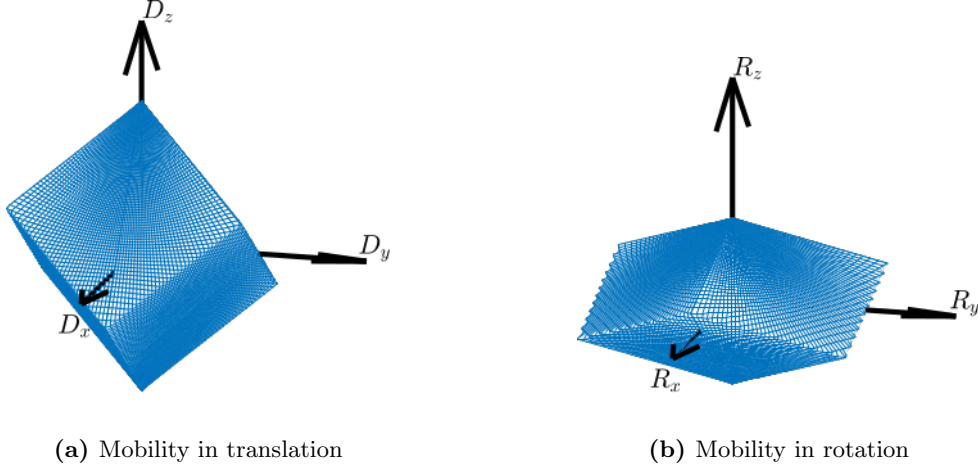 D_z
D_y
D_x
(a) Mobility in translation
R_z
R_y
R_x
(b) Mobility in rotation